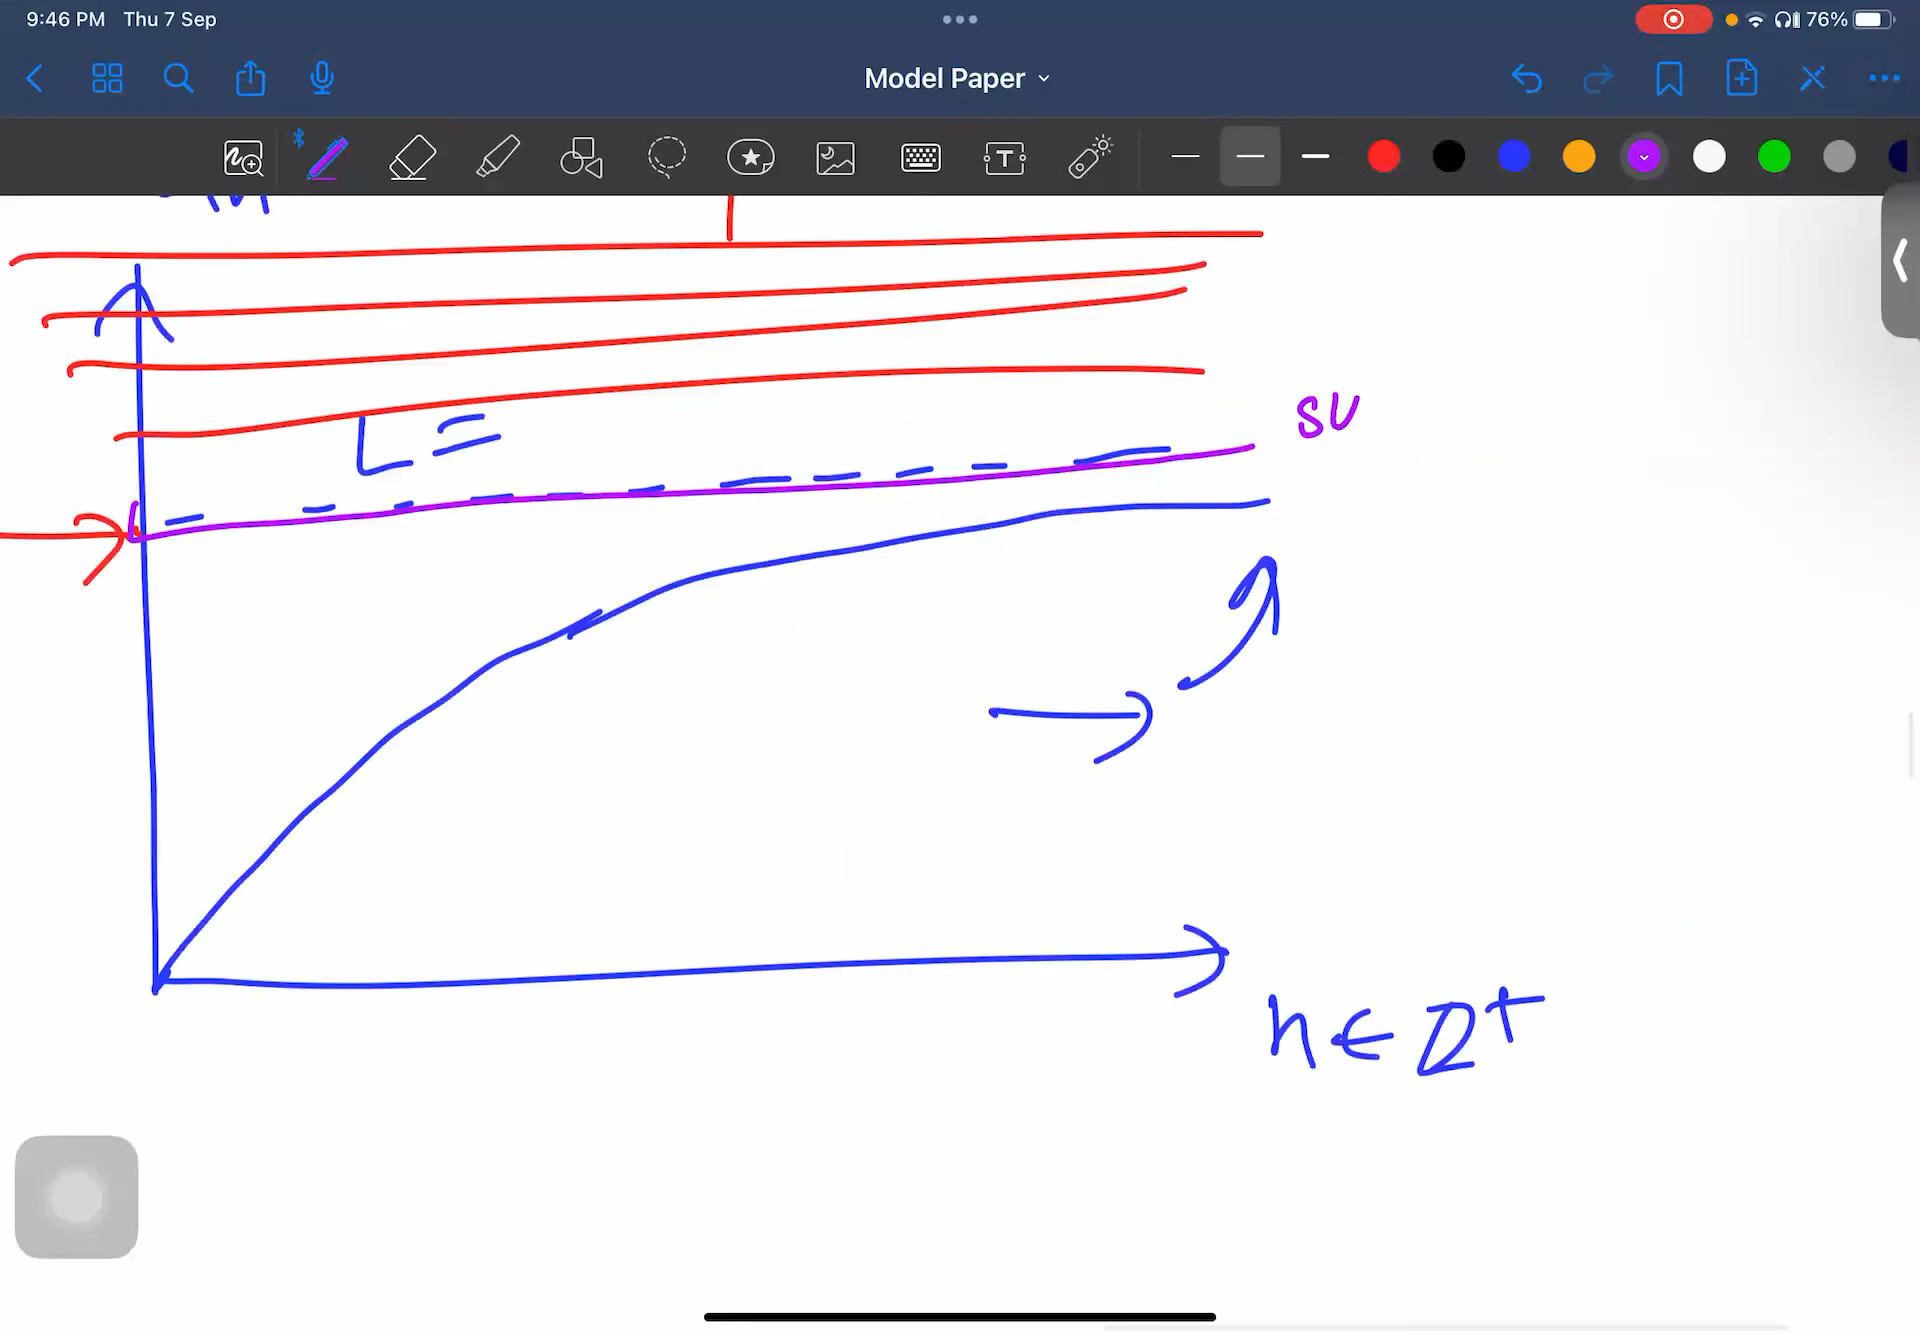 9:46 PM Thu 7 Sep
76%
Model Paper
T
L =
SU
n ∈ Z+